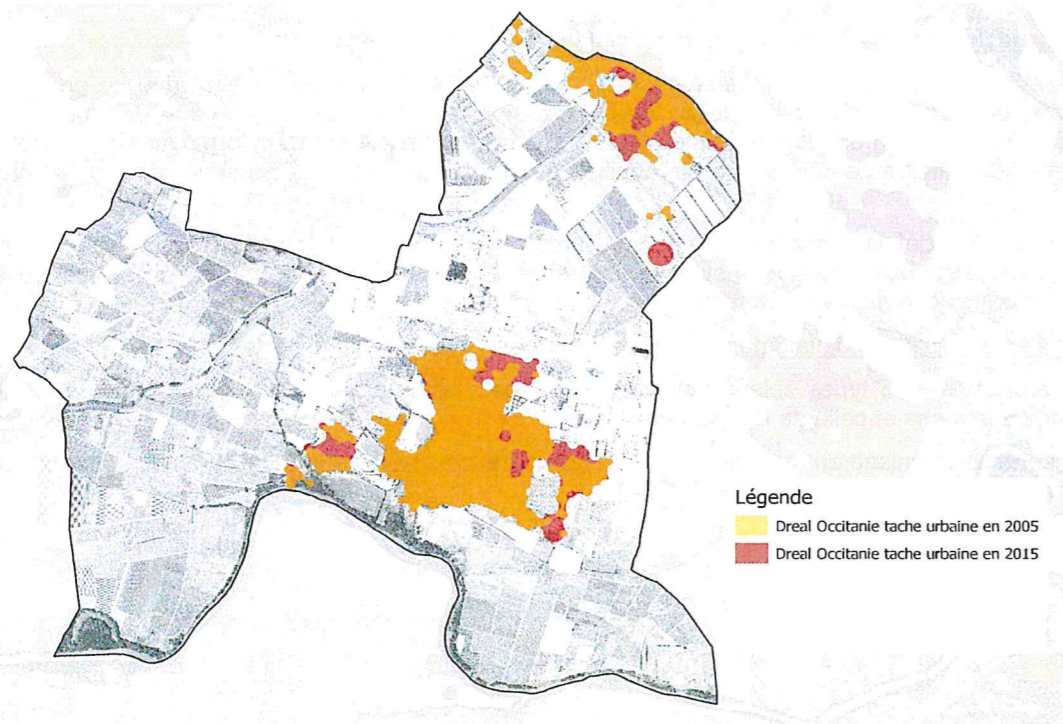 Légende
Dreal Occitanie tache urbaine en 2005
Dreal Occitanie tache urbaine en 2015